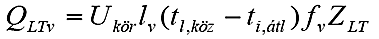 Q_{LTv} = U_{kör} l_v (t_{l,köz} - t_{i,átl}) f_v Z_{LT}